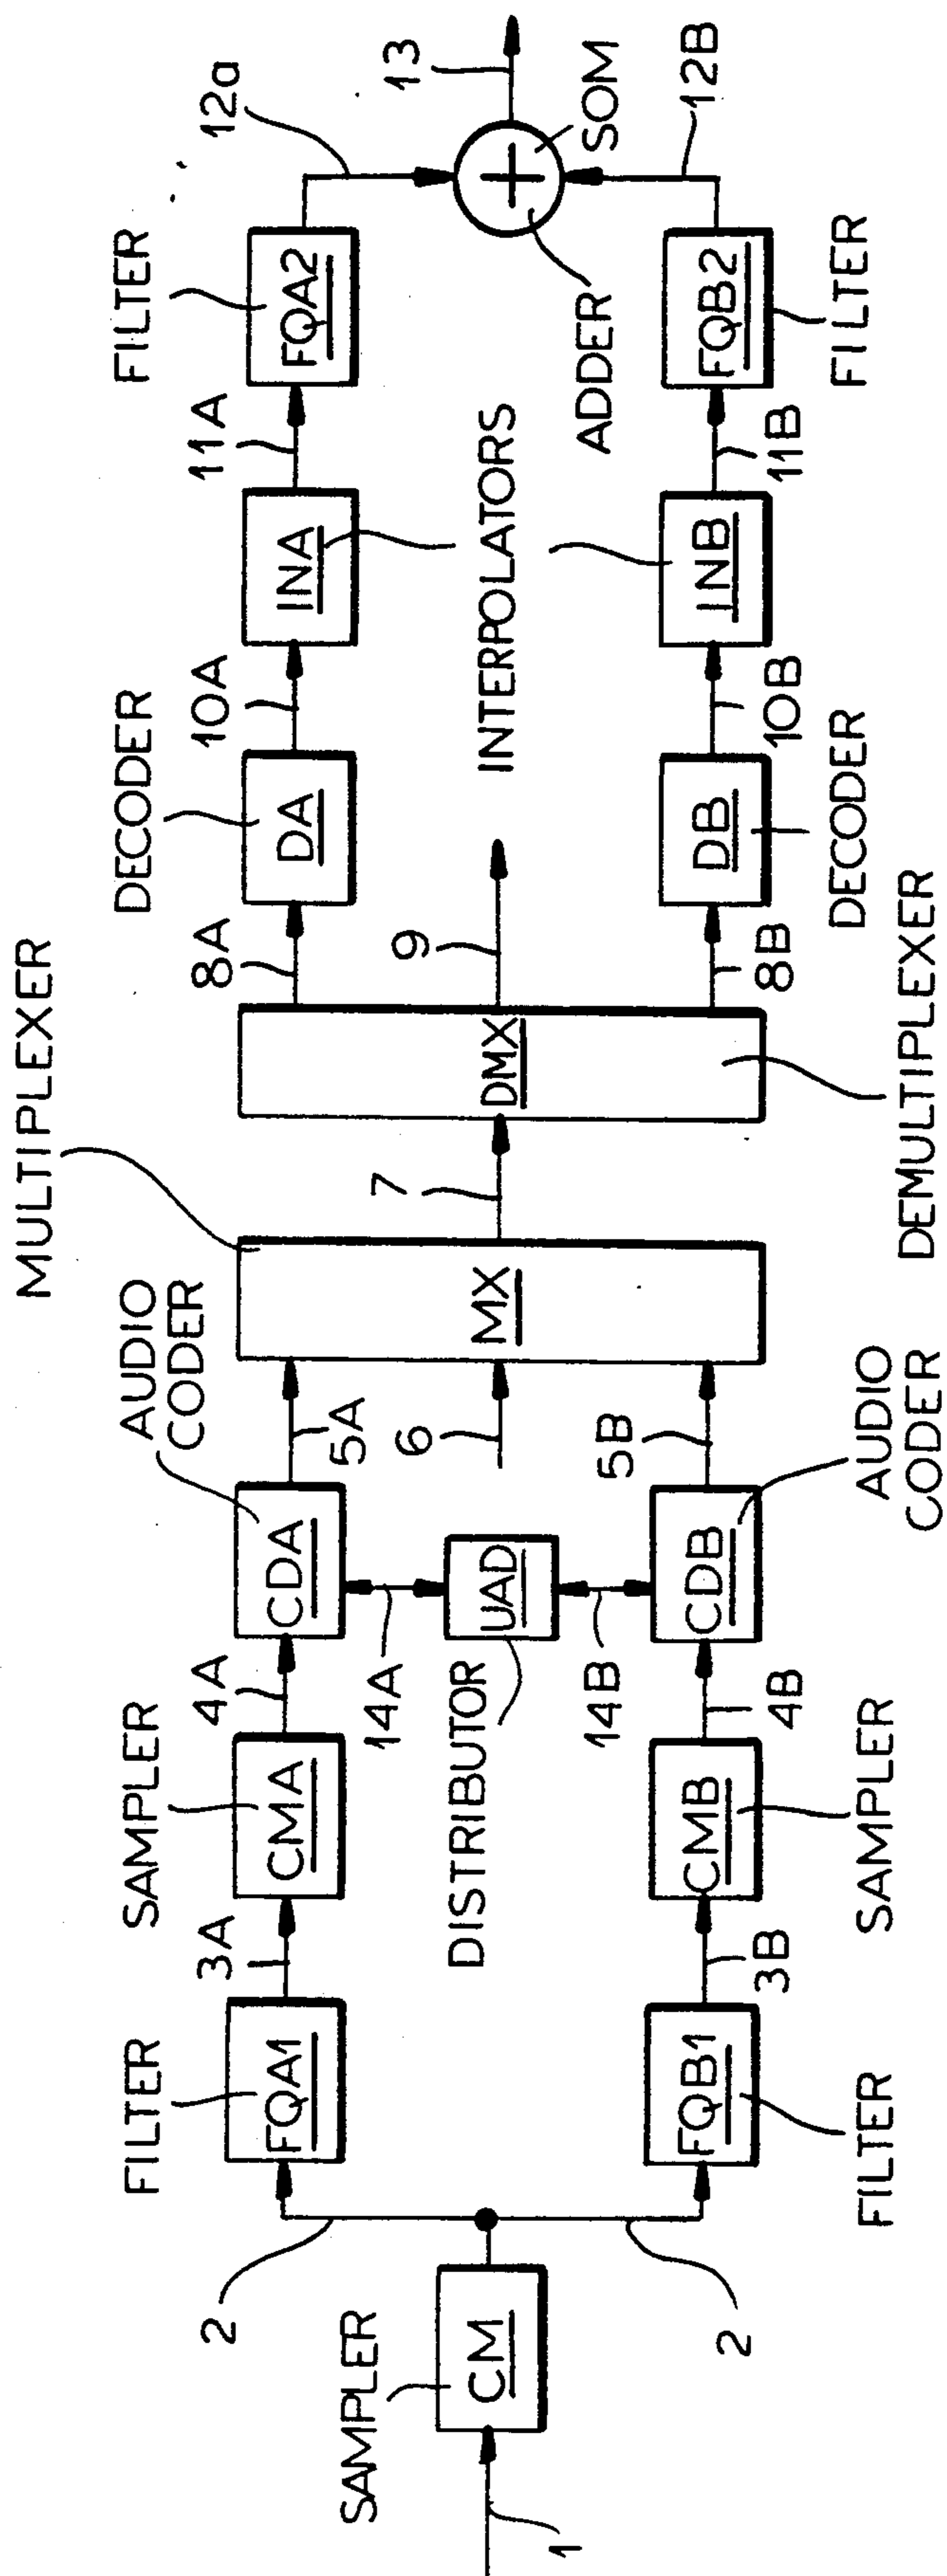 MULTIPLEXER
FILTER
SAMPLER
AUDIO
CODER
DECODER
FILTER
3A
4A
5A
8A
10A
11A
12a
FQA1
CMA
CDA
DA
INA
FQA2
2
14A
SAMPLER
DISTRIBUTOR
6
7
9
INTERPOLATORS
13
1
CM
UAD
MX
DMX
SOM
ADDER
14B
2
FQB1
CMB
CDB
DB
INB
FQB2
3B
4B
5B
8B
10B
11B
12B
FILTER
SAMPLER
AUDIO
CODER
DEMULTIPLEXER
DECODER
FILTER